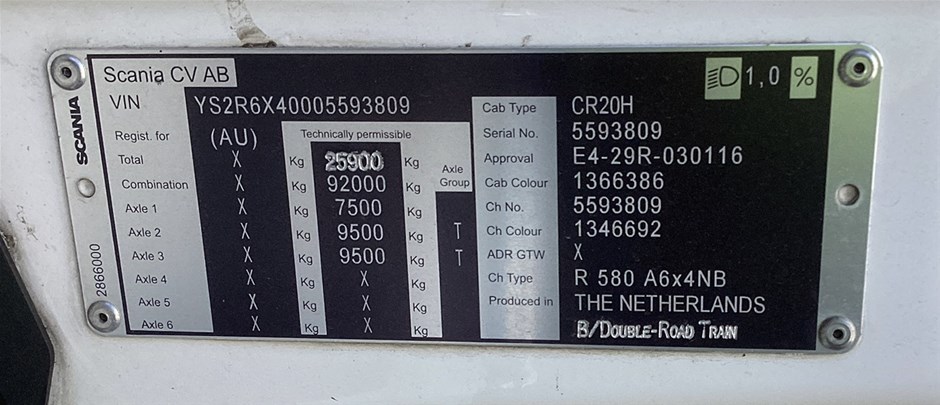 Scania CV AB
1,0 %
VIN YS2R6X40005593809
Regist. for (AU) Technically permissible
Total X Kg 25900 Kg Axle Group
Combination X Kg 92000 Kg
Axle 1 X Kg 7500 Kg
Axle 2 X Kg 9500 Kg T
Axle 3 X Kg 9500 Kg T
Axle 4 X Kg X Kg
Axle 5 X Kg X Kg
Axle 6 X Kg X Kg
Cab Type CR20H
Serial No. 5593809
Approval E4-29R-030116
Cab Colour 1366386
Ch No. 5593809
Ch Colour 1346692
ADR GTW X
Ch Type R 580 A6x4NB
Produced in THE NETHERLANDS
B/DOUBLE-ROAD TRAIN
SCANIA
2866000